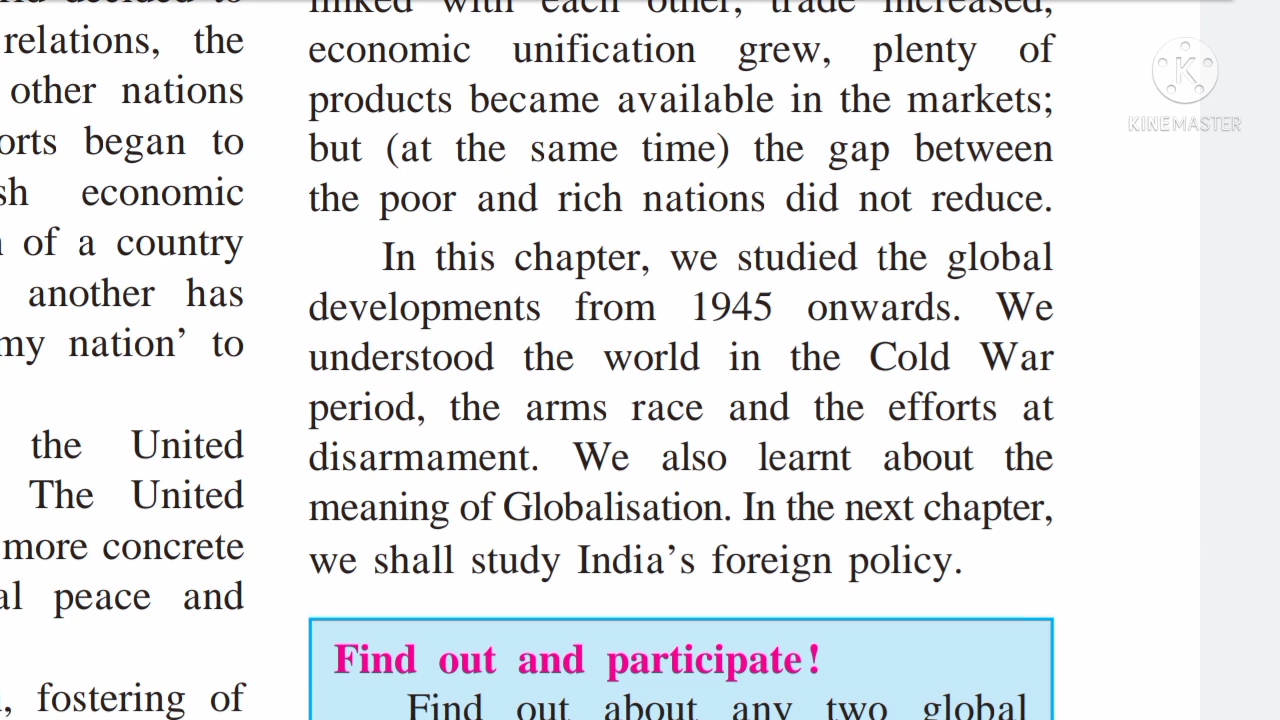 relations, the
other nations
began to
economic
of a country
another has
my nation’ to
the United
The United
more concrete
peace and
fostering of
linked with each other, trade increased,
economic unification grew, plenty of
products became available in the markets;
but (at the same time) the gap between
the poor and rich nations did not reduce.
In this chapter, we studied the global
developments from 1945 onwards. We
understood the world in the Cold War
period, the arms race and the efforts at
disarmament. We also learnt about the
meaning of Globalisation. In the next chapter,
we shall study India’s foreign policy.
Find out and participate!
Find out about any two global
K
KINEMASTER